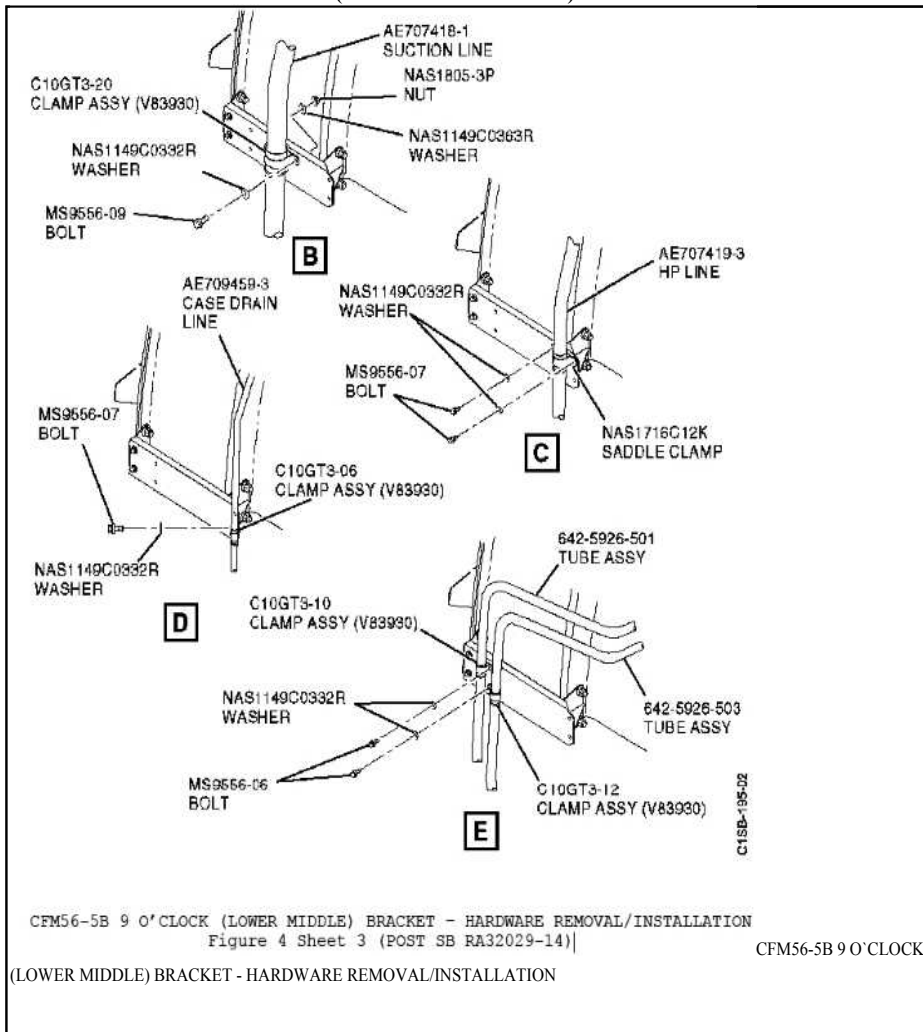 AE707418-1
SUCTION LINE
NAS1805-3P
NUT
C10GT3-20
CLAMP ASSY (V83930)
NAS1149C0363R
WASHER
NAS1149C0332R
WASHER
MS9556-09
BOLT
B
AE707419-3
HP LINE
NAS1149C0332R
WASHER
MS9556-07
BOLT
NAS1716C12K
SADDLE CLAMP
C
AE709459-3
CASE DRAIN
LINE
MS9556-07
BOLT
C10GT3-06
CLAMP ASSY (V83930)
NAS1149C0332R
WASHER
D
642-5926-501
TUBE ASSY
C10GT3-10
CLAMP ASSY (V83930)
NAS1149C0332R
WASHER
642-5926-503
TUBE ASSY
MS9556-06
BOLT
C10GT3-12
CLAMP ASSY (V83930)
E
C1SB-195-02
CFM56-5B 9 O'CLOCK (LOWER MIDDLE) BRACKET - HARDWARE REMOVAL/INSTALLATION
Figure 4 Sheet 3 (POST SB RA32029-14)
CFM56-5B 9 O`CLOCK
(LOWER MIDDLE) BRACKET - HARDWARE REMOVAL/INSTALLATION